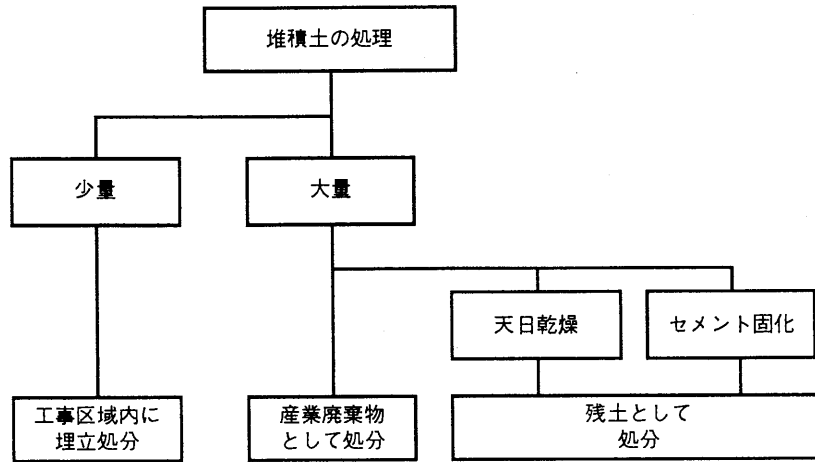 堆積土の処理
少量
大量
天日乾燥
セメント固化
工事区域内に
埋立処分
産業廃棄物
として処分
残土として
処分